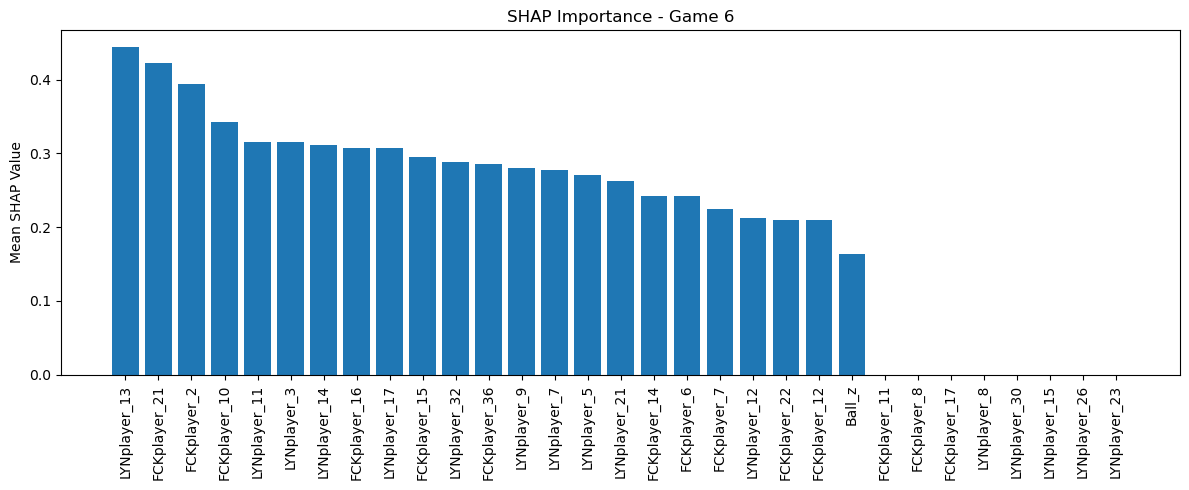 SHAP Importance - Game 6
Mean SHAP Value
0.4
0.3
0.2
0.1
0.0
LYNplayer_13
FCKplayer_21
FCKplayer_2
FCKplayer_10
LYNplayer_11
LYNplayer_3
LYNplayer_14
FCKplayer_16
LYNplayer_17
FCKplayer_15
LYNplayer_32
FCKplayer_36
LYNplayer_9
LYNplayer_7
LYNplayer_5
LYNplayer_21
FCKplayer_14
FCKplayer_6
FCKplayer_7
LYNplayer_12
FCKplayer_22
FCKplayer_12
Ball_z
FCKplayer_11
FCKplayer_8
FCKplayer_17
LYNplayer_8
LYNplayer_30
LYNplayer_15
LYNplayer_26
LYNplayer_23